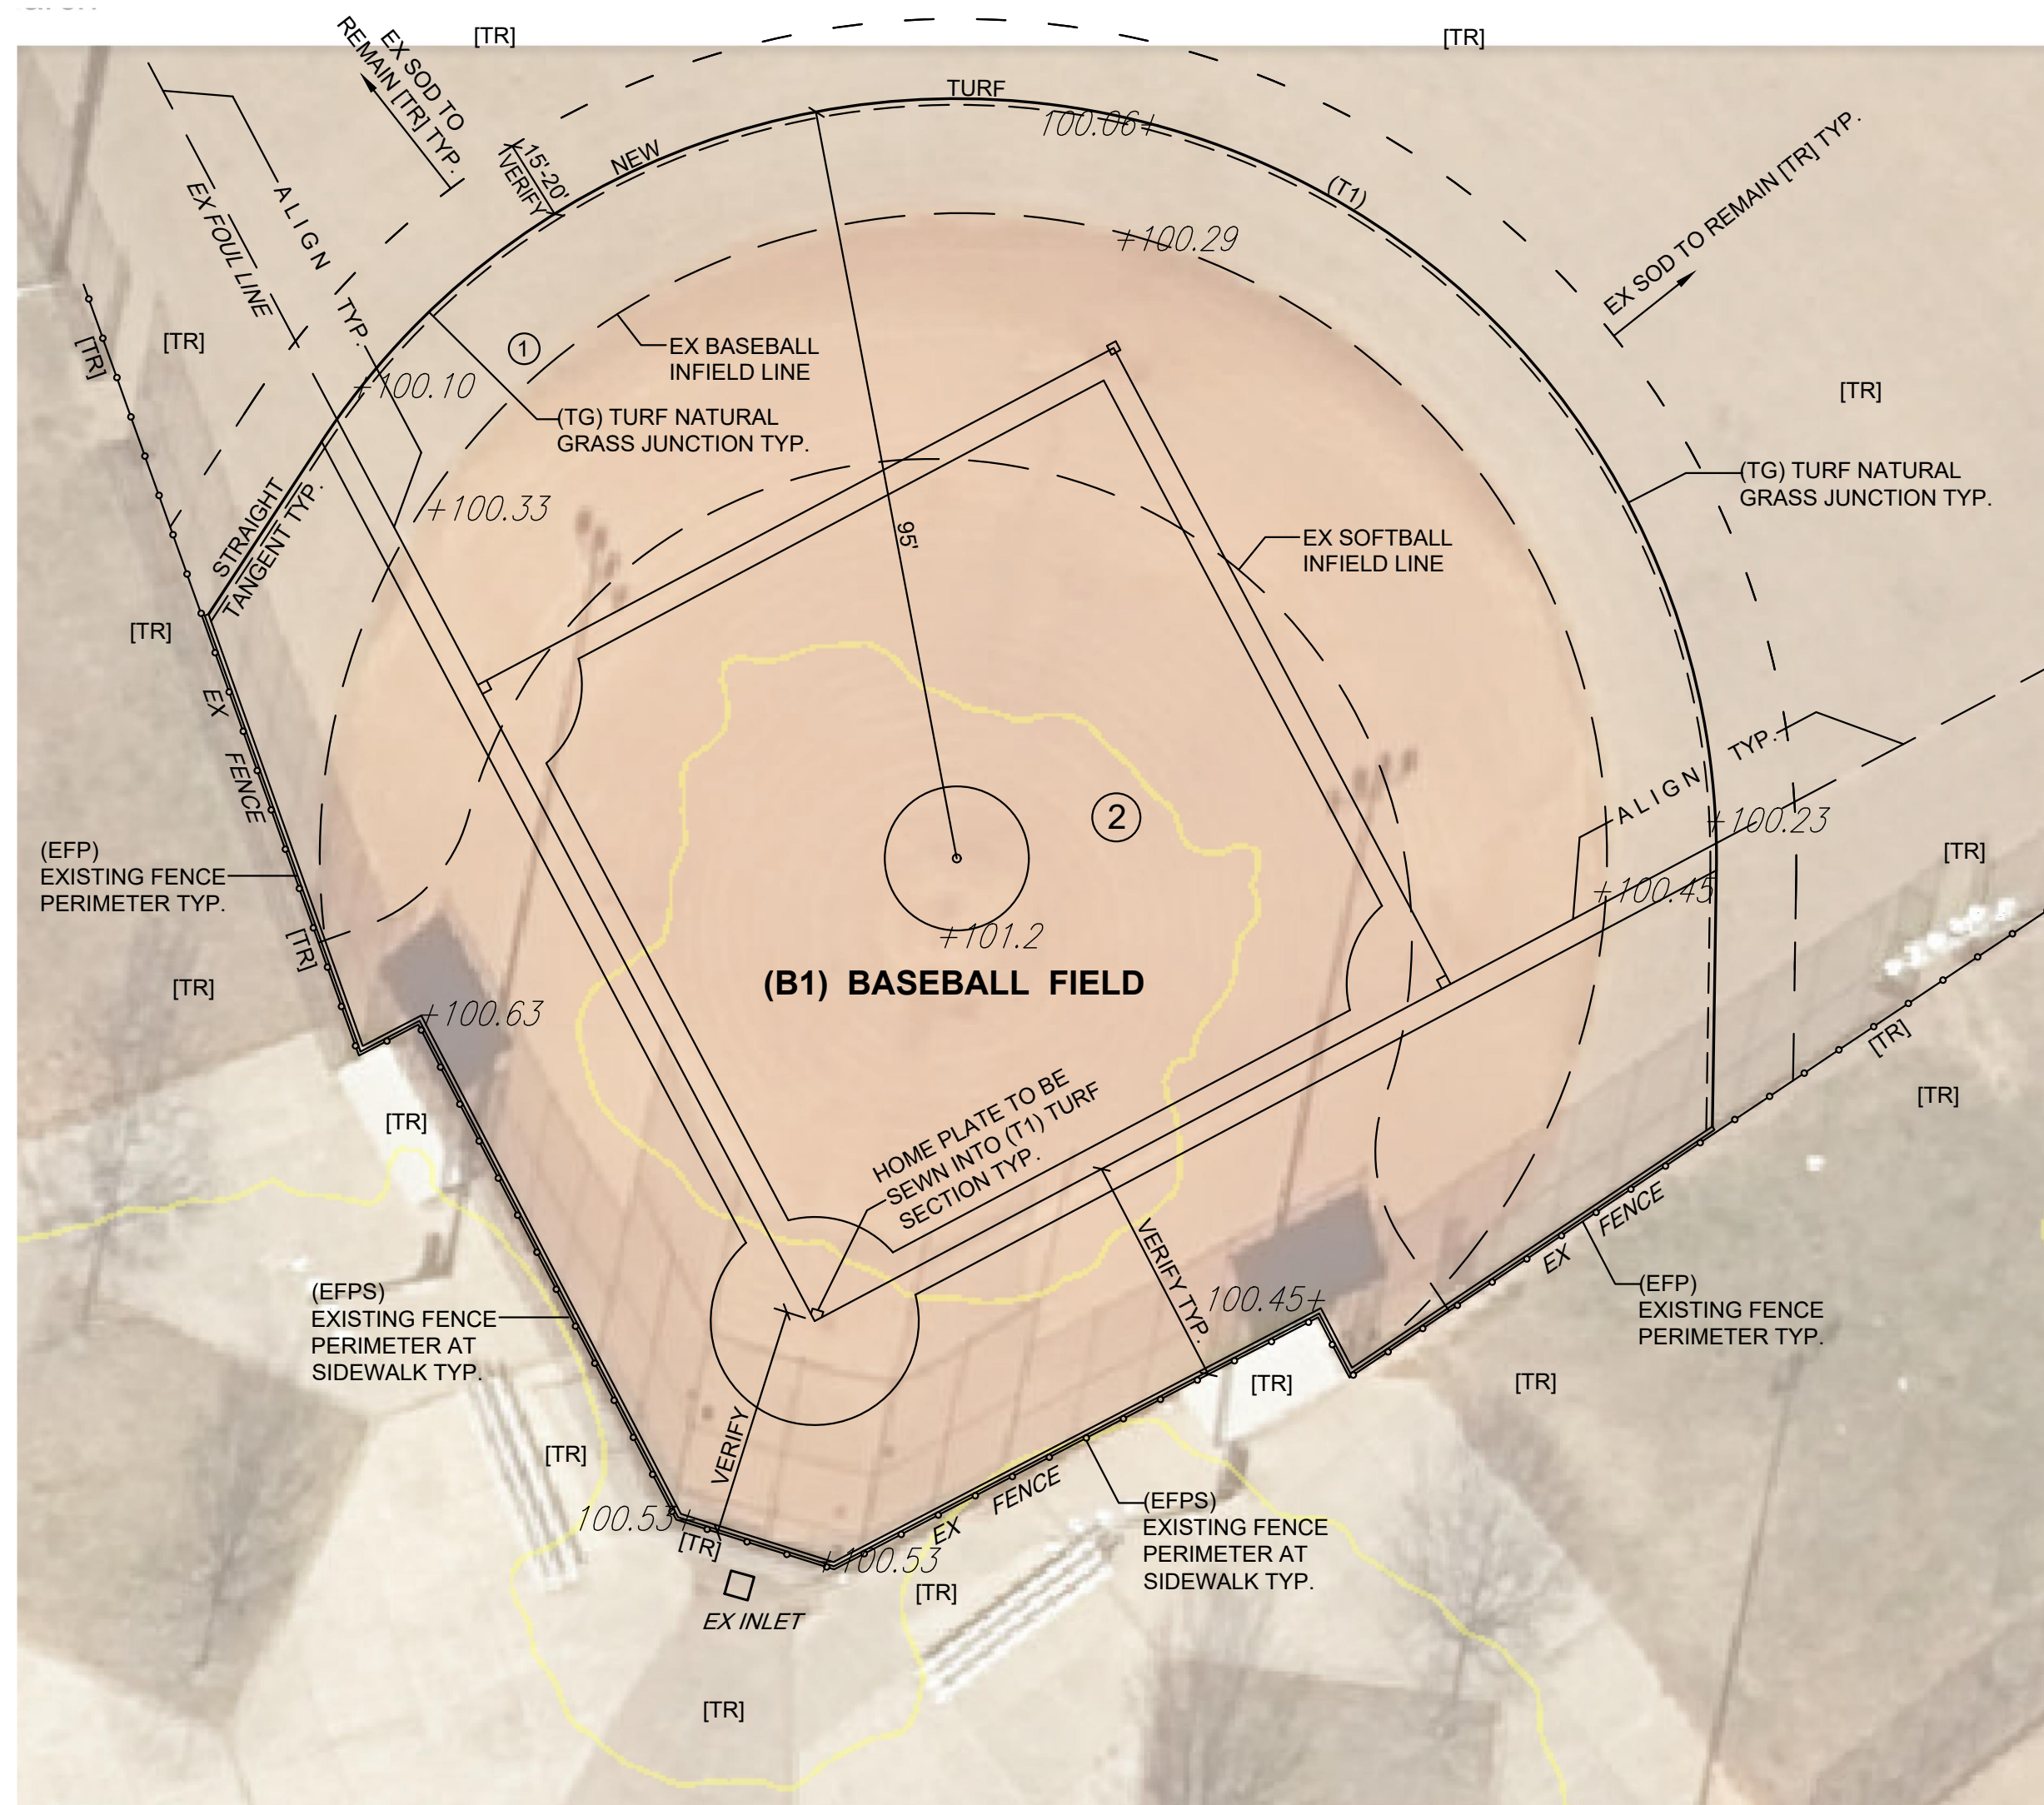 [TR]
[TR]
EX SOD TO
REMAIN [TR] TYP.
TURF
100.06+
NEW
15'-20'
VERIFY
(T1)
EX SOD TO REMAIN [TR] TYP.
ALIGN TYP.
EX FOUL LINE
+100.29
[TR]
[TR]
1
EX BASEBALL
INFIELD LINE
+100.10
[TR]
(TG) TURF NATURAL
GRASS JUNCTION TYP.
(TG) TURF NATURAL
GRASS JUNCTION TYP.
+100.33
STRAIGHT
TANGENT TYP.
95'
EX SOFTBALL
INFIELD LINE
[TR]
EX FENCE
ALIGN TYP.
2
+100.23
(EFP)
EXISTING FENCE
PERIMETER TYP.
[TR]
+100.45
[TR]
+101.2
(B1) BASEBALL FIELD
[TR]
+100.63
[TR]
[TR]
[TR]
HOME PLATE TO BE
SEWN INTO (T1) TURF
SECTION TYP.
VERIFY TYP.
EX FENCE
100.45+
(EFPS)
EXISTING FENCE
PERIMETER AT
SIDEWALK TYP.
(EFP)
EXISTING FENCE
PERIMETER TYP.
[TR]
[TR]
VERIFY
[TR]
EX FENCE
(EFPS)
EXISTING FENCE
PERIMETER AT
SIDEWALK TYP.
100.53+
[TR]
+100.53
[TR]
EX INLET
[TR]